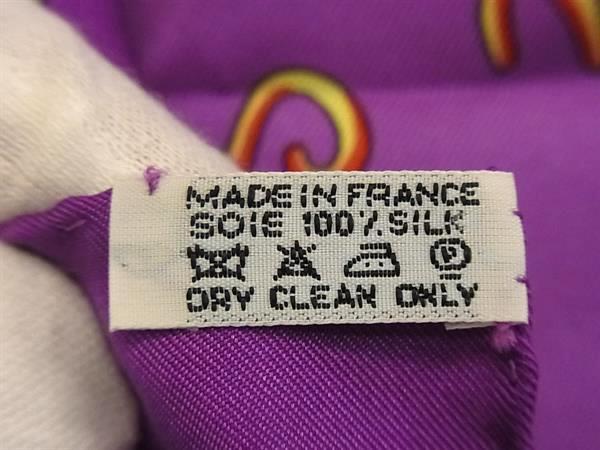 MADE IN FRANCE
SOIE 100% SILK
P
DRY CLEAN ONLY